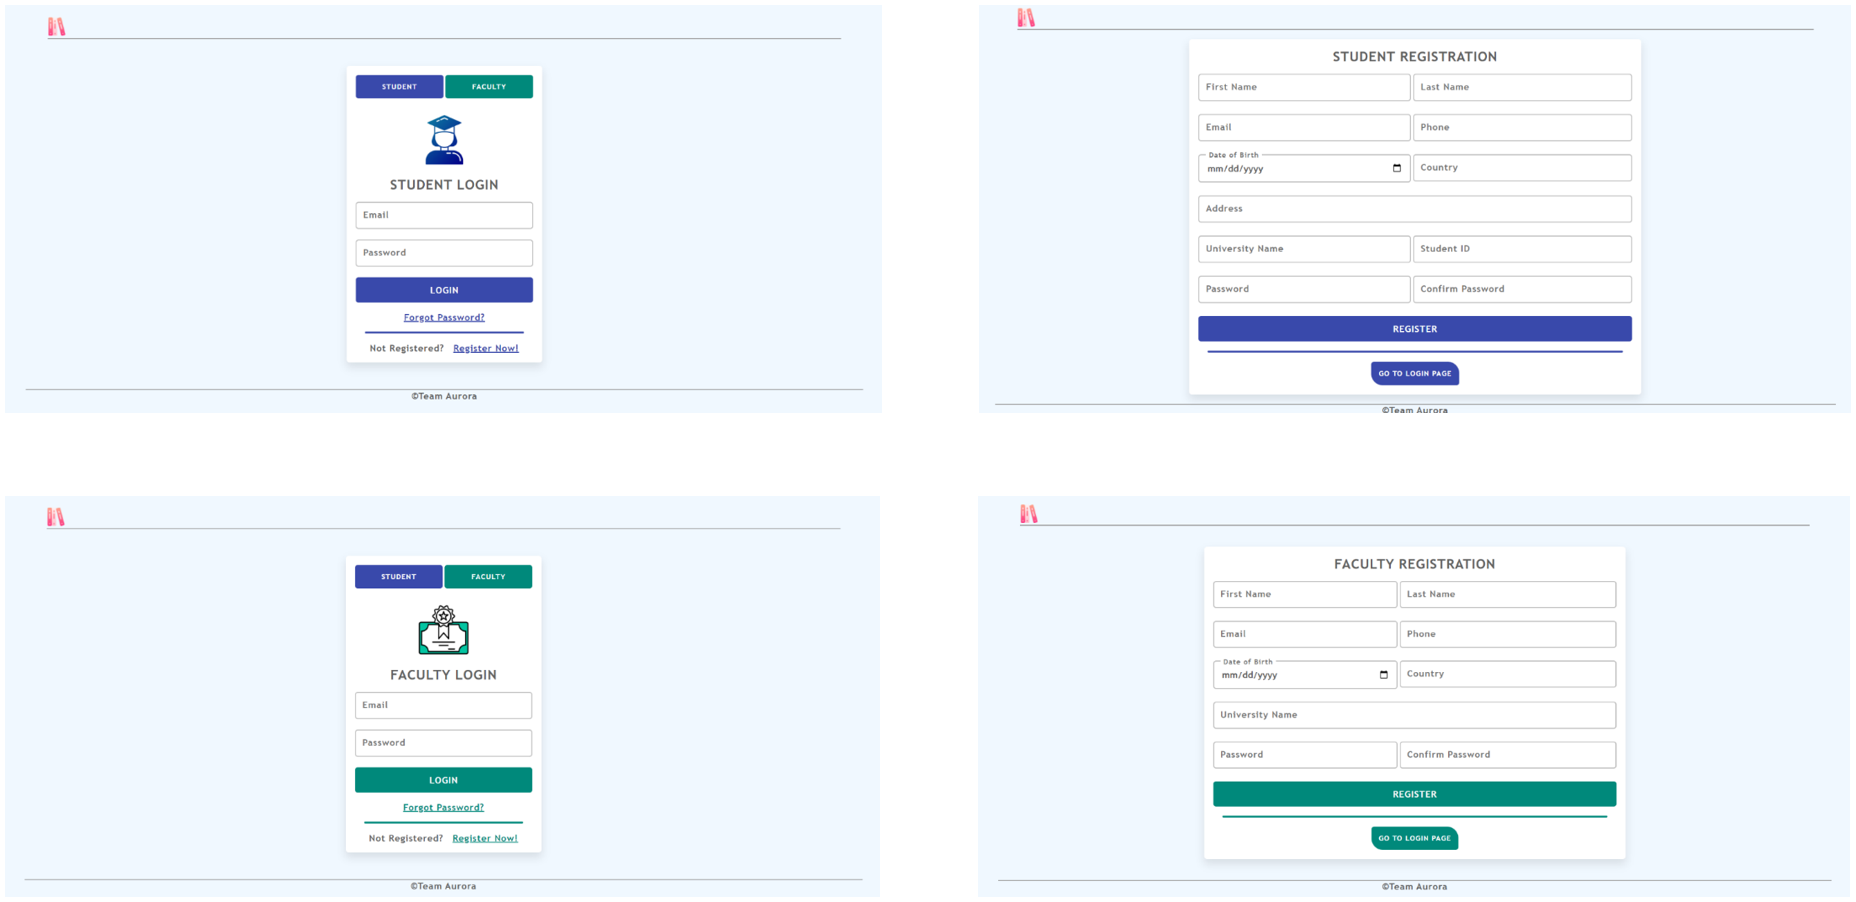 STUDENT FACULTY
STUDENT LOGIN
Email
Password
LOGIN
Forgot Password?
Not Registered? Register Now!
©Team Aurora
STUDENT REGISTRATION
First Name Last Name
Email Phone
Date of Birth
mm/dd/yyyy Country
Address
University Name Student ID
Password Confirm Password
REGISTER
GO TO LOGIN PAGE
©Team Aurora
STUDENT FACULTY
FACULTY LOGIN
Email
Password
LOGIN
Forgot Password?
Not Registered? Register Now!
©Team Aurora
FACULTY REGISTRATION
First Name Last Name
Email Phone
Date of Birth
mm/dd/yyyy Country
University Name
Password Confirm Password
REGISTER
GO TO LOGIN PAGE
©Team Aurora